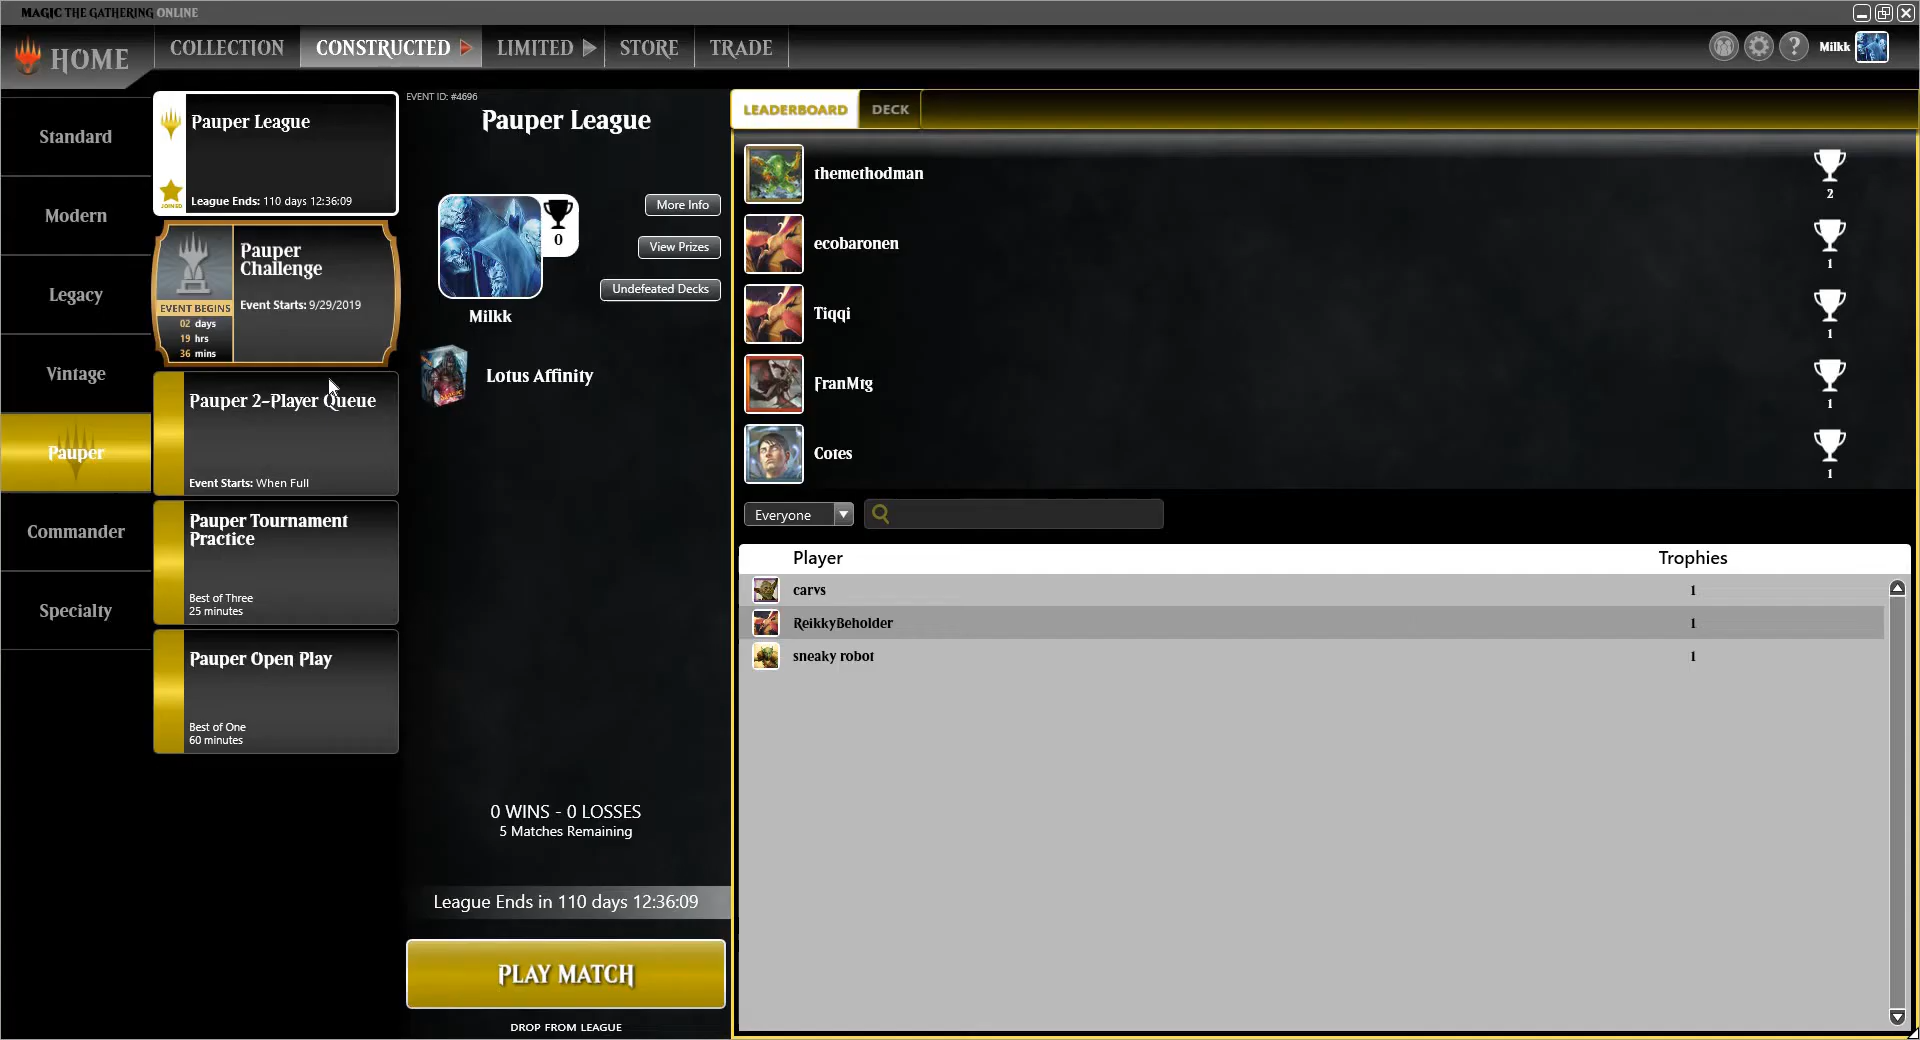 MAGIC THE GATHERING ONLINE
HOME
COLLECTION
CONSTRUCTED
LIMITED
STORE
TRADE
Milkk
Standard
Modern
Legacy
Vintage
Pauper
Commander
Specialty
Pauper League
JOINED
League Ends: 110 days 12:36:09
Pauper
Challenge
Event Starts: 9/29/2019
EVENT BEGINS
02 days
19 hrs
36 mins
Pauper 2-Player Queue
Event Starts: When Full
Pauper Tournament
Practice
Best of Three
25 minutes
Pauper Open Play
Best of One
60 minutes
EVENT ID: #4696
Pauper League
0
More Info
View Prizes
Undefeated Decks
Milkk
Lotus Affinity
0 WINS - 0 LOSSES
5 Matches Remaining
League Ends in 110 days 12:36:09
PLAY MATCH
DROP FROM LEAGUE
LEADERBOARD
DECK
themethodman
2
ecobaronen
1
Tiqqi
1
FranMtg
1
Cotes
1
Everyone
Player Trophies
carvs 1
ReikkyBeholder 1
sneaky robot 1